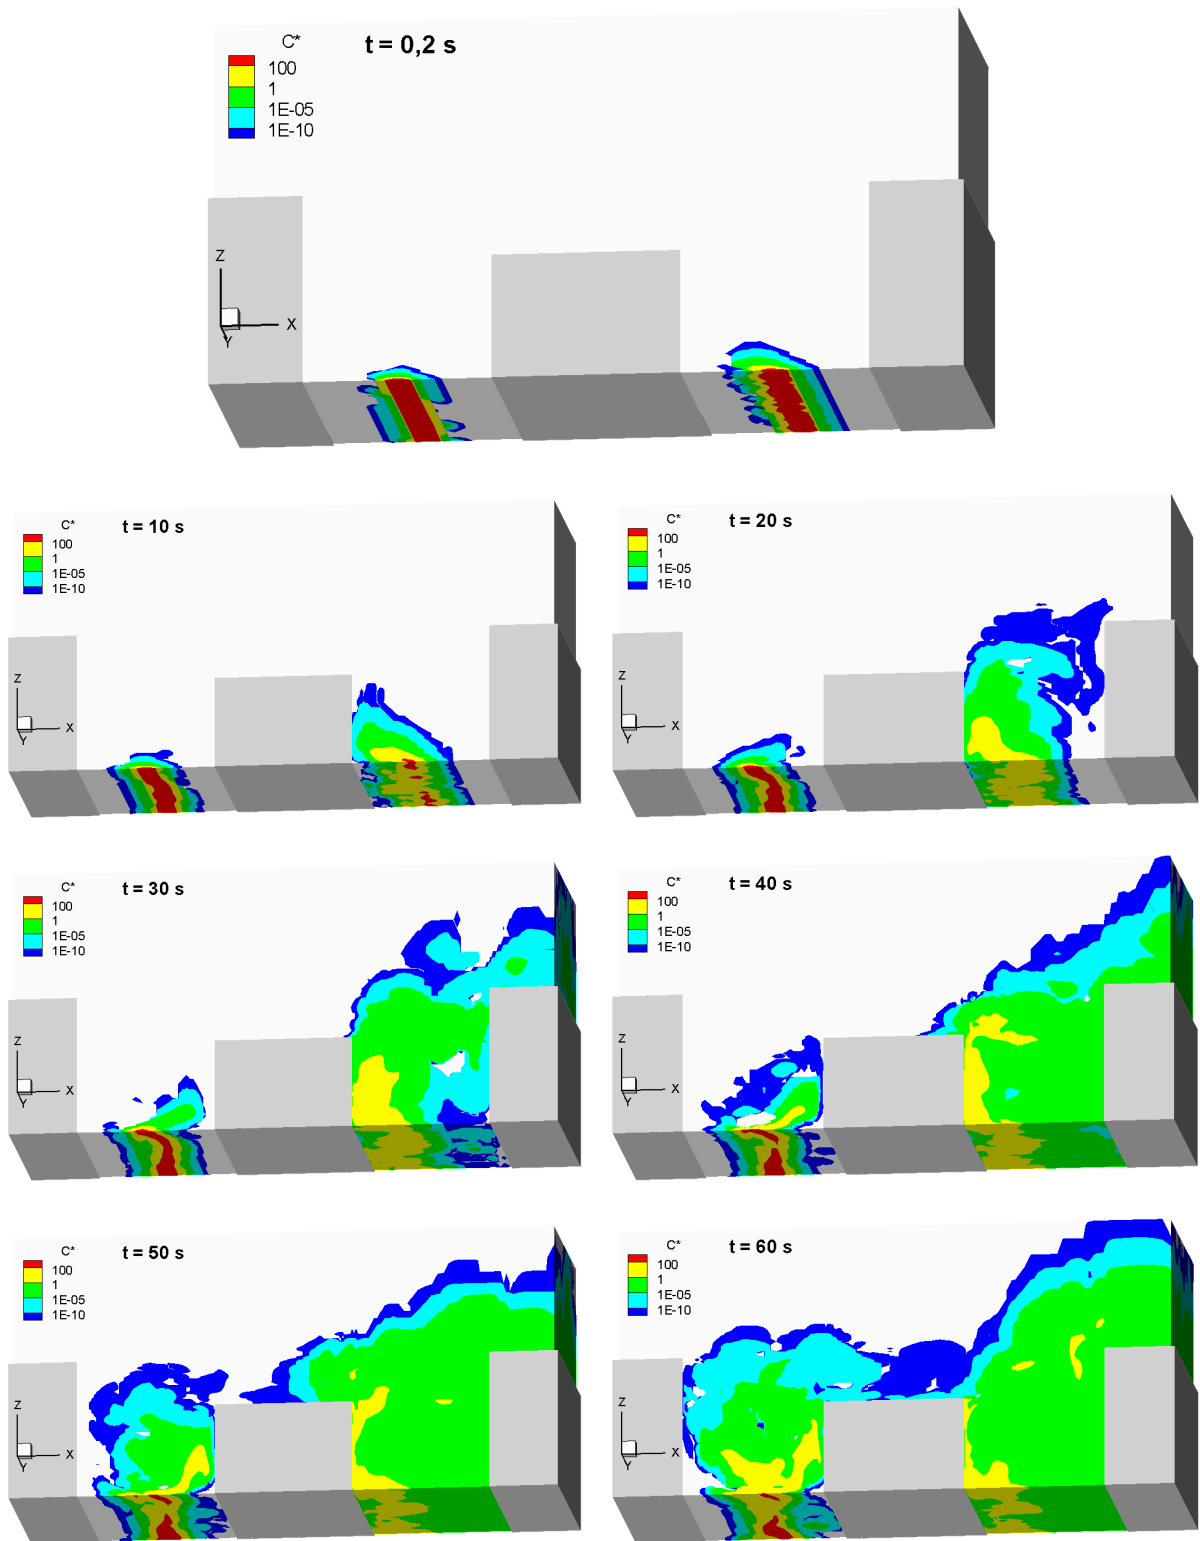 C*
t = 0,2 s
100
1
1E-05
1E-10
Z
X
Y
C*
t = 10 s
100
1
1E-05
1E-10
Z
X
Y
C*
t = 20 s
100
1
1E-05
1E-10
Z
X
Y
C*
t = 30 s
100
1
1E-05
1E-10
Z
X
Y
C*
t = 40 s
100
1
1E-05
1E-10
Z
X
Y
C*
t = 50 s
100
1
1E-05
1E-10
Z
X
Y
C*
t = 60 s
100
1
1E-05
1E-10
Z
X
Y